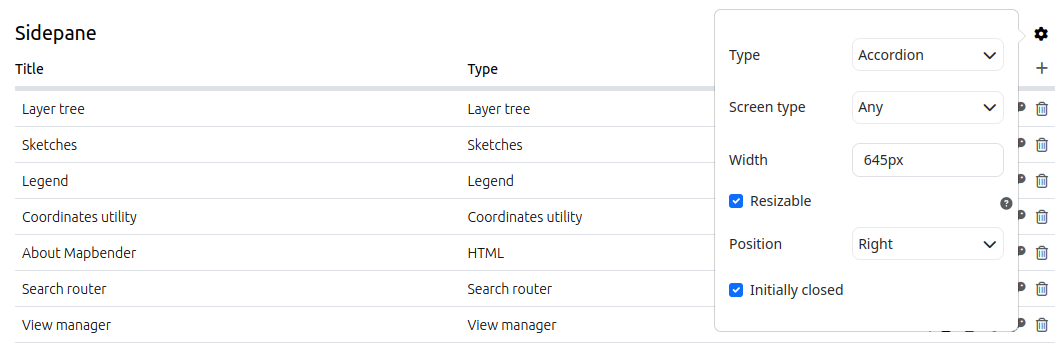 Sidepane
Title Type
Layer tree Layer tree
Sketches Sketches
Legend Legend
Coordinates utility Coordinates utility
About Mapbender HTML
Search router Search router
View manager View manager
Type Accordion
Screen type Any
Width 645px
Resizable
Position Right
Initially closed